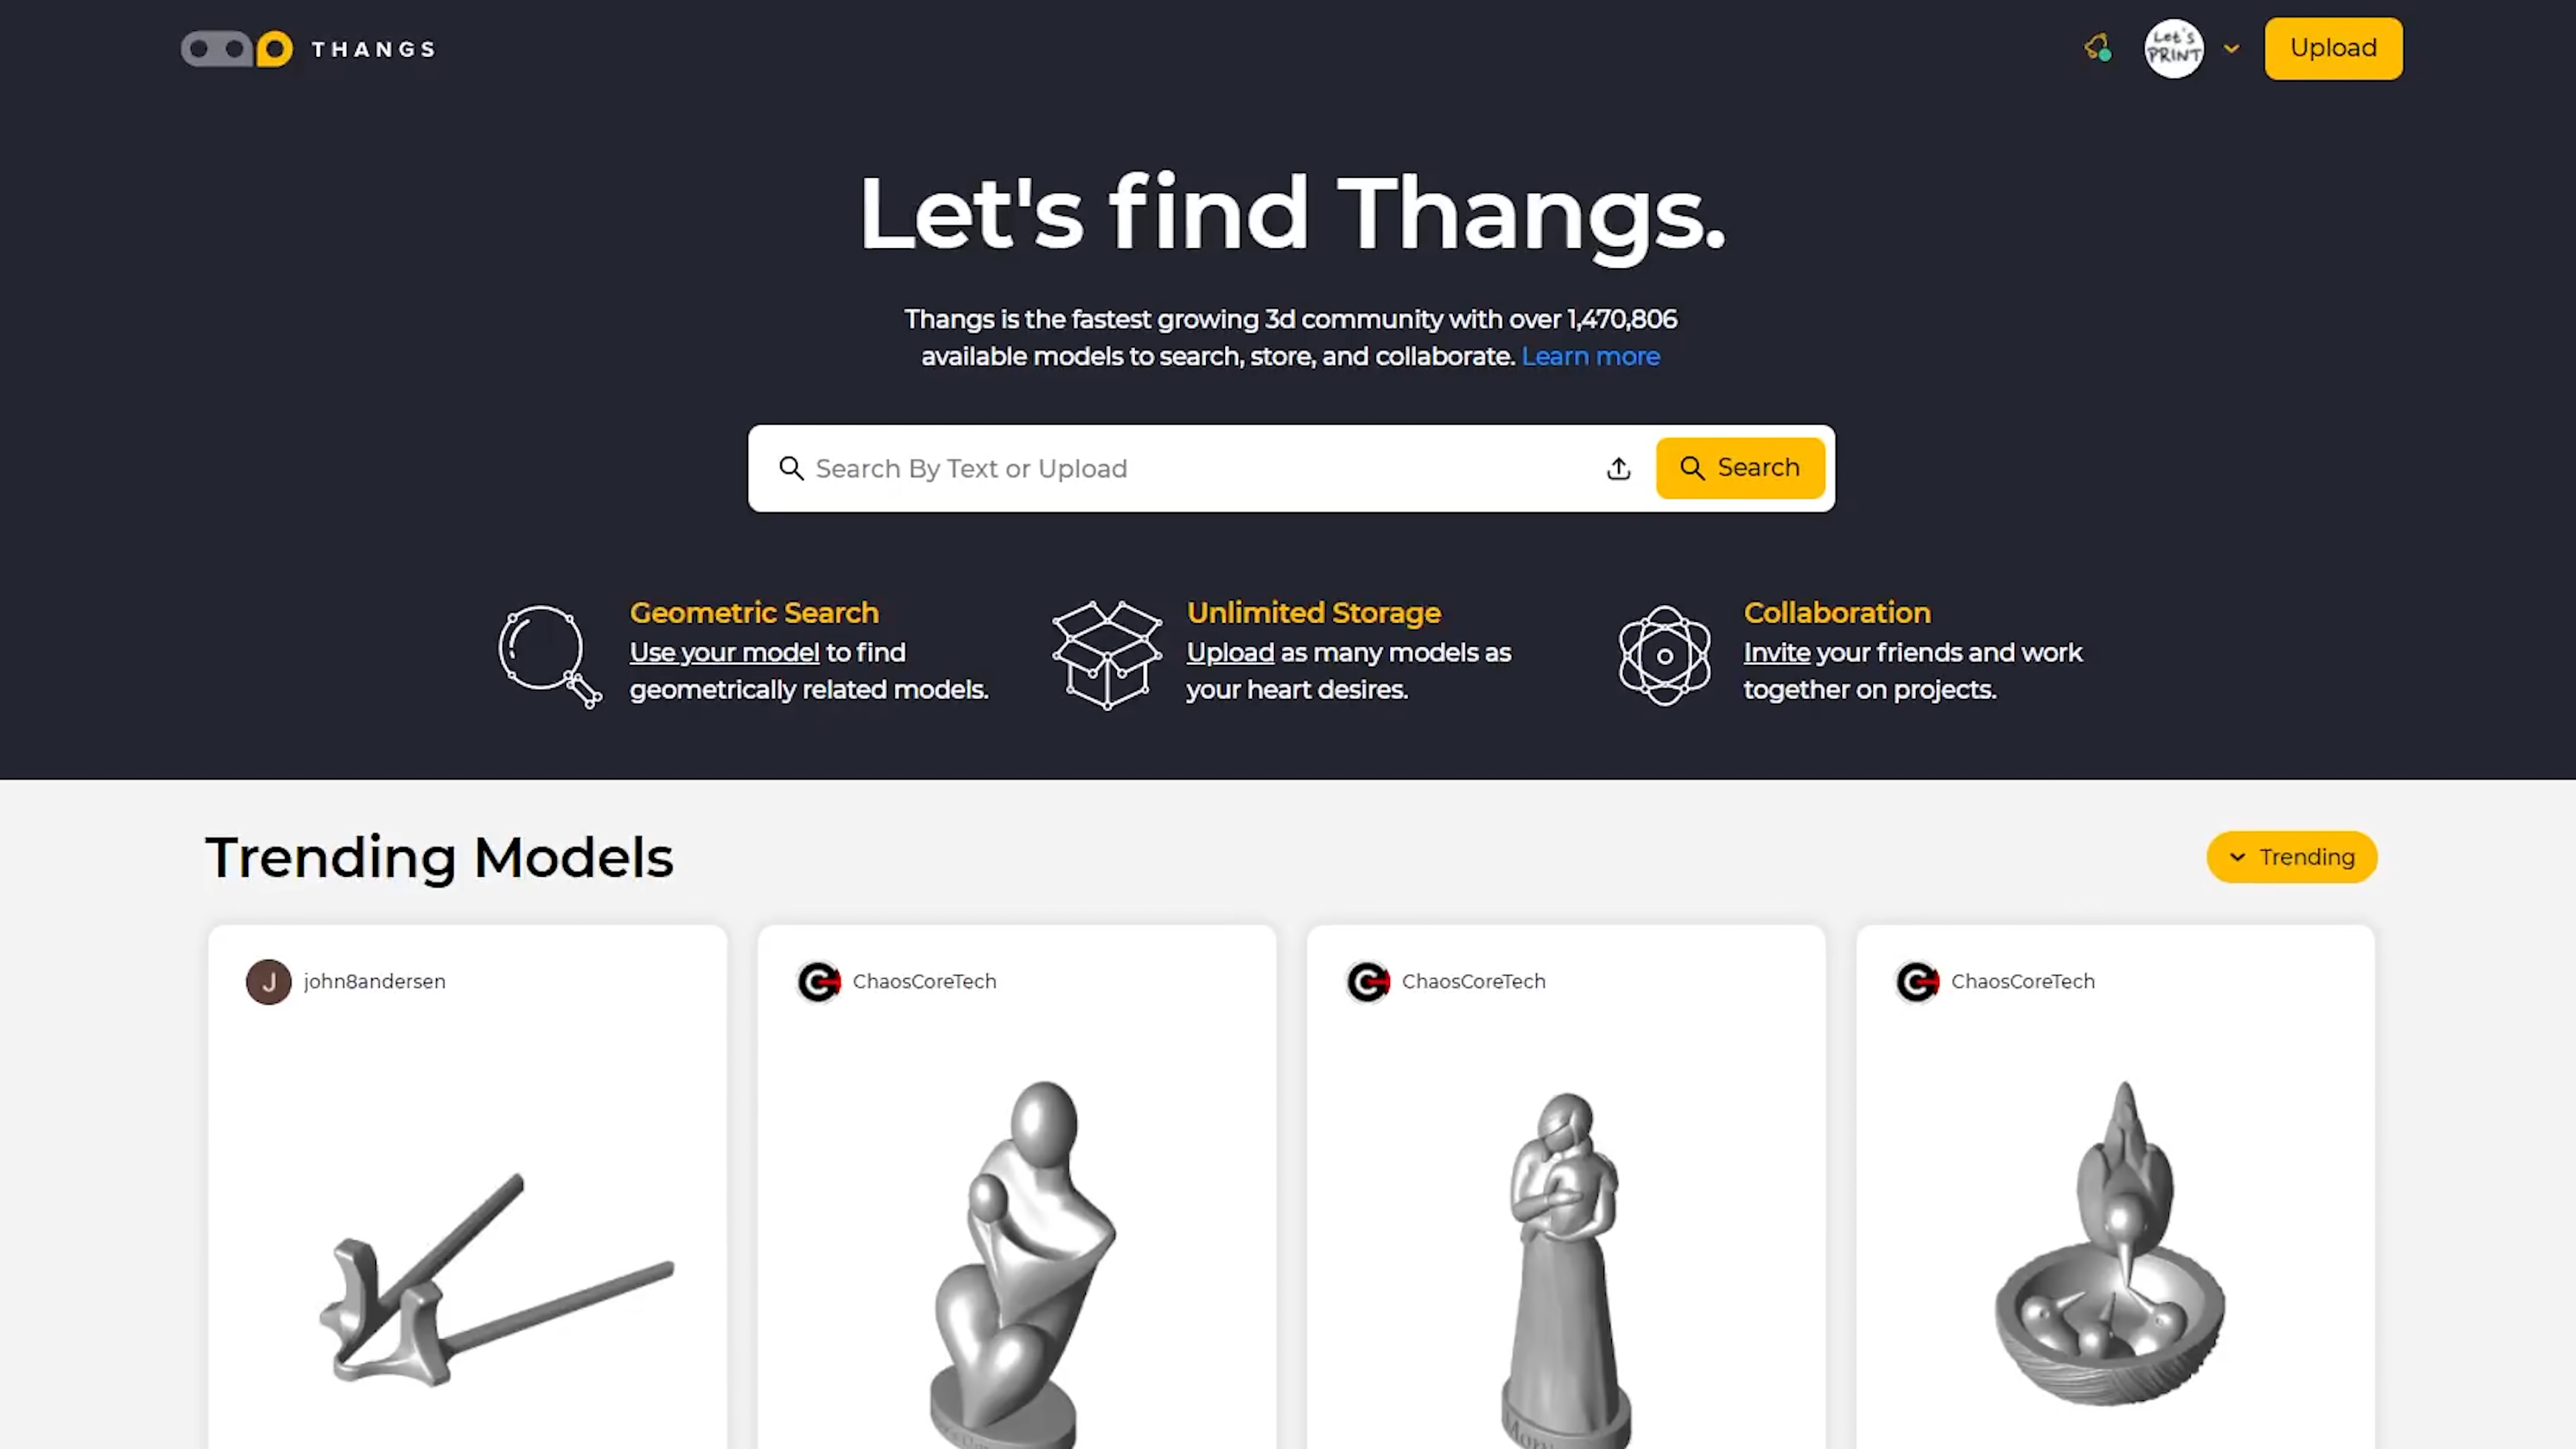 THANGS
Let's
PRINT
Upload
Let's find Thangs.
Thangs is the fastest growing 3d community with over 1,470,806
available models to search, store, and collaborate. Learn more
Search By Text or Upload
Search
Geometric Search
Use your model to find
geometrically related models.
Unlimited Storage
Upload as many models as
your heart desires.
Collaboration
Invite your friends and work
together on projects.
Trending Models
Trending
J
john8andersen
ChaosCoreTech
ChaosCoreTech
ChaosCoreTech